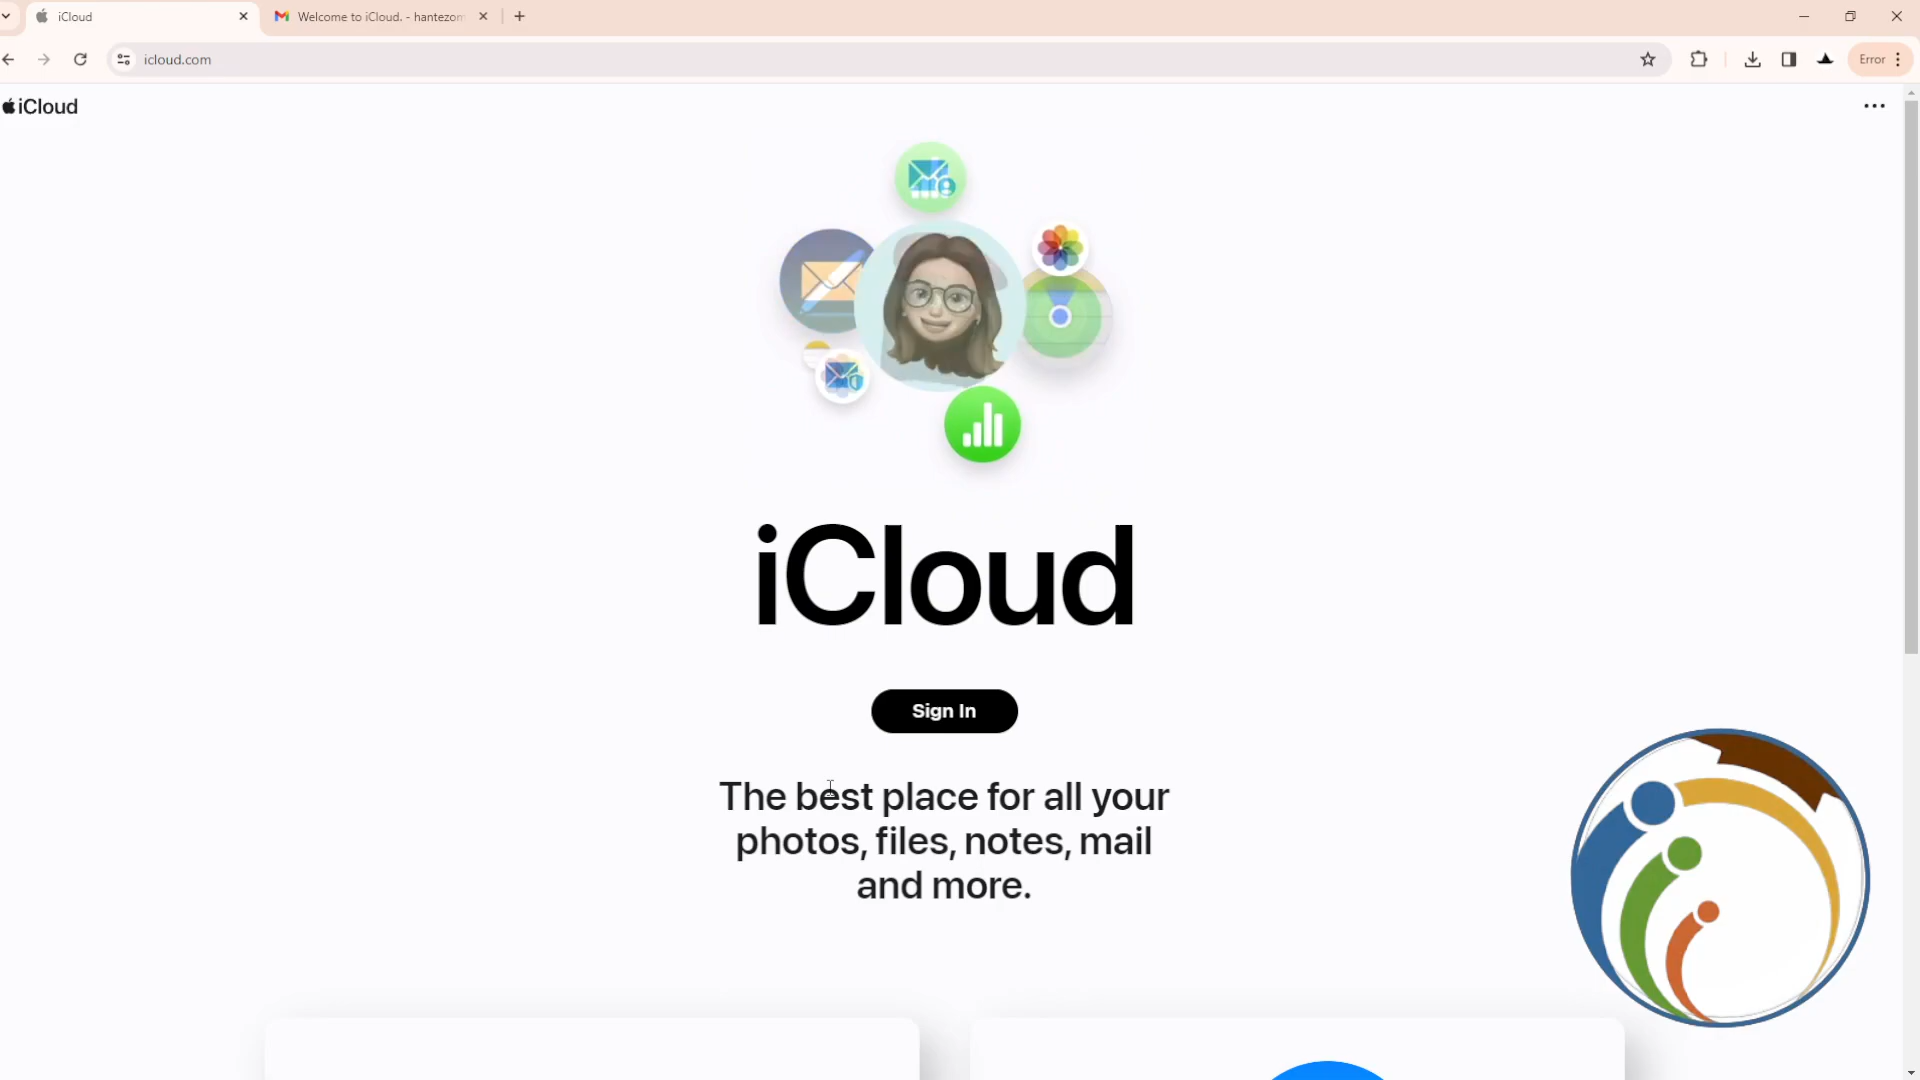 iCloud
Welcome to iCloud. - hantezom
icloud.com
Error
iCloud
iCloud
Sign In
The best place for all your
photos, files, notes, mail
and more.